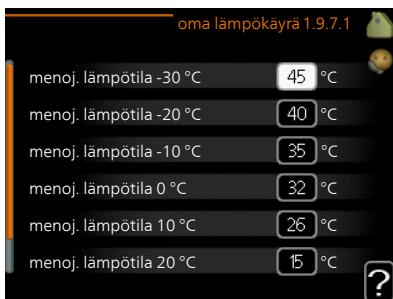 oma lämpökäyrä 1.9.7.1
menoj. lämpötila -30 °C 45 °C
menoj. lämpötila -20 °C 40 °C
menoj. lämpötila -10 °C 35 °C
menoj. lämpötila 0 °C 32 °C
menoj. lämpötila 10 °C 26 °C
menoj. lämpötila 20 °C 15 °C
?